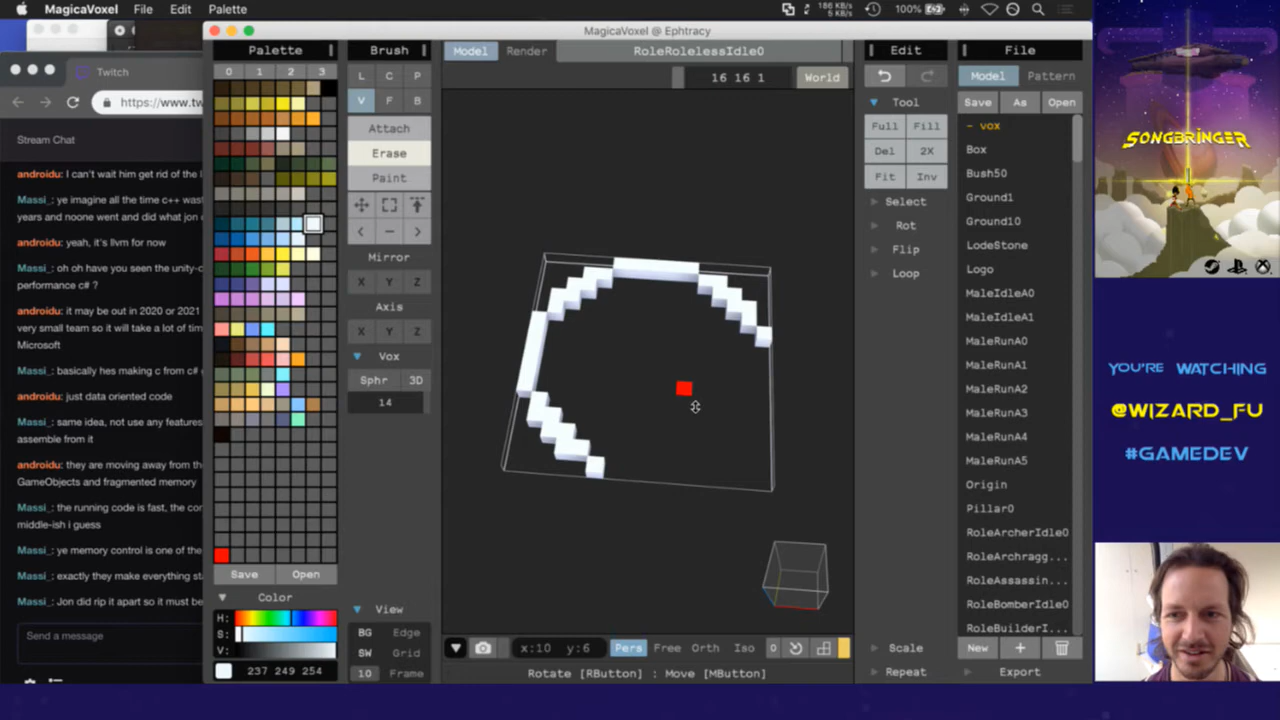 MagicaVoxel File Edit Palette
186 KB/s
5 KB/s
100%
MagicaVoxel @ Ephtracy
Twitch
https://www.tw
Stream Chat
androidu: I can't wait him get rid of the l
Massi_: ye imagine all the time c++ was
years and noone went and did what jon
androidu: yeah, it's llvm for now
Massi_: oh oh have you seen the unity-c
performance c# ?
androidu: it may be out in 2020 or 2021
very small team so it will take a lot of tim
Microsoft
Massi_: basically hes making c from c#
androidu: just data oriented code
Massi_: same idea, not use any features
assemble from it
androidu: they are moving away from the
GameObjects and fragmented memory
Massi_: the running code is fast, the cor
middle-ish i guess
Massi_: ye memory control is one of the
Massi_: exactly they make everything sta
Massi_: Jon did rip it apart so it must be
Send a message
Palette
0 1 2 3
Save Open
Color
H:
S:
V:
237 249 254
Brush
L C P
V F B
Attach
Erase
Paint
Mirror
X Y Z
Axis
X Y Z
Vox
Sphr 3D
14
View
BG Edge
SW Grid
10 Frame
Model Render RoleRolelessIdle0
16 16 1 World
x:10 y:6 Pers Free Orth Iso 0
Rotate [RButton] : Move [MButton]
Edit
Tool
Full Fill
Del 2X
Fit Inv
Select
Rot
Flip
Loop
Scale
Repeat
File
Model Pattern
Save As Open
- vox
Box
Bush50
Ground1
Ground10
LodeStone
Logo
MaleIdleA0
MaleIdleA1
MaleRunA0
MaleRunA1
MaleRunA2
MaleRunA3
MaleRunA4
MaleRunA5
Origin
Pillar0
RoleArcherIdle0
RoleArchragg...
RoleAssassin...
RoleBomberIdle0
RoleBuilderI...
New +
Export
SONGBRINGER
YOU'RE WATCHING
@WIZARD_FU
#GAMEDEV